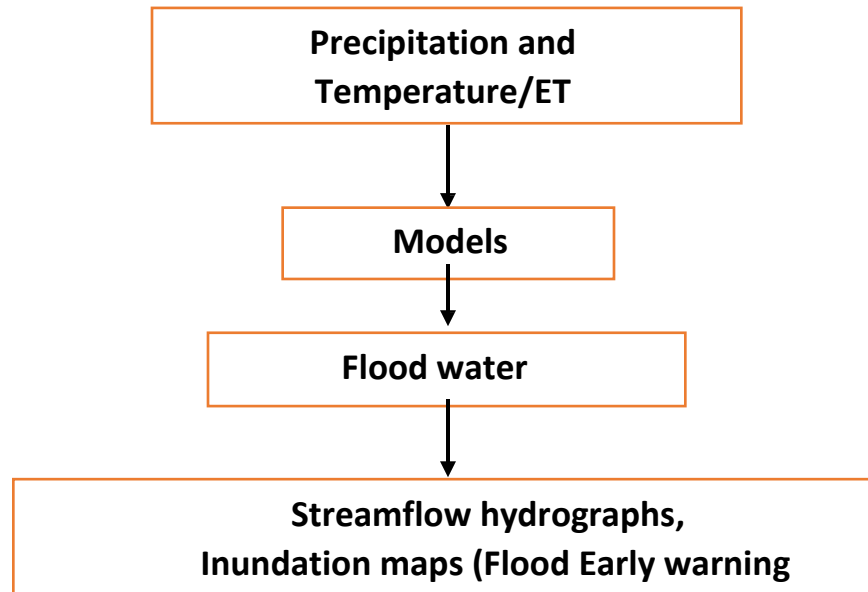 Precipitation and
Temperature/ET
Models
Flood water
Streamflow hydrographs,
Inundation maps (Flood Early warning